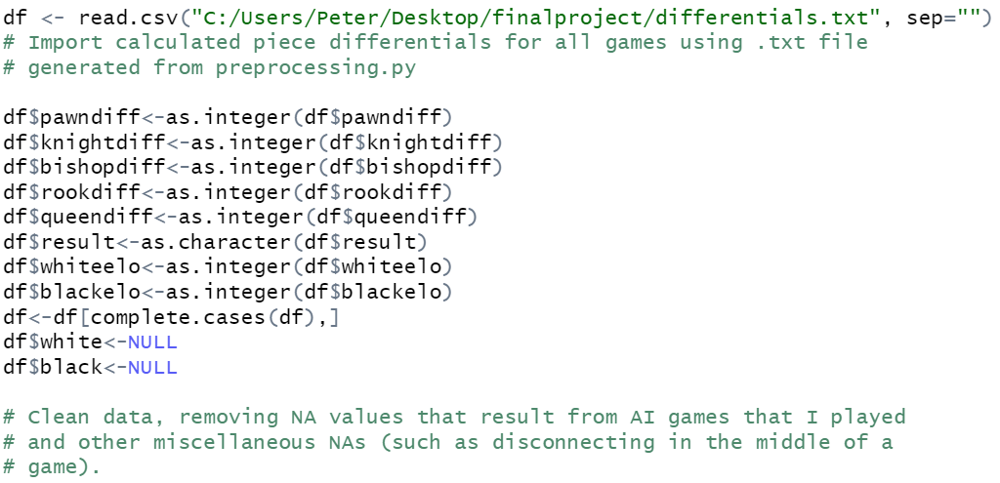 df <- read.csv("C:/Users/Peter/Desktop/finalproject/differentials.txt", sep="")
# Import calculated piece differentials for all games using .txt file
# generated from preprocessing.py

df$pawndiff<-as.integer(df$pawndiff)
df$knightdiff<-as.integer(df$knightdiff)
df$bishopdiff<-as.integer(df$bishopdiff)
df$rookdiff<-as.integer(df$rookdiff)
df$queendiff<-as.integer(df$queendiff)
df$result<-as.character(df$result)
df$whiteelo<-as.integer(df$whiteelo)
df$blackelo<-as.integer(df$blackelo)
df<-df[complete.cases(df),]
df$white<-NULL
df$black<-NULL

# Clean data, removing NA values that result from AI games that I played
# and other miscellaneous NAs (such as disconnecting in the middle of a
# game).